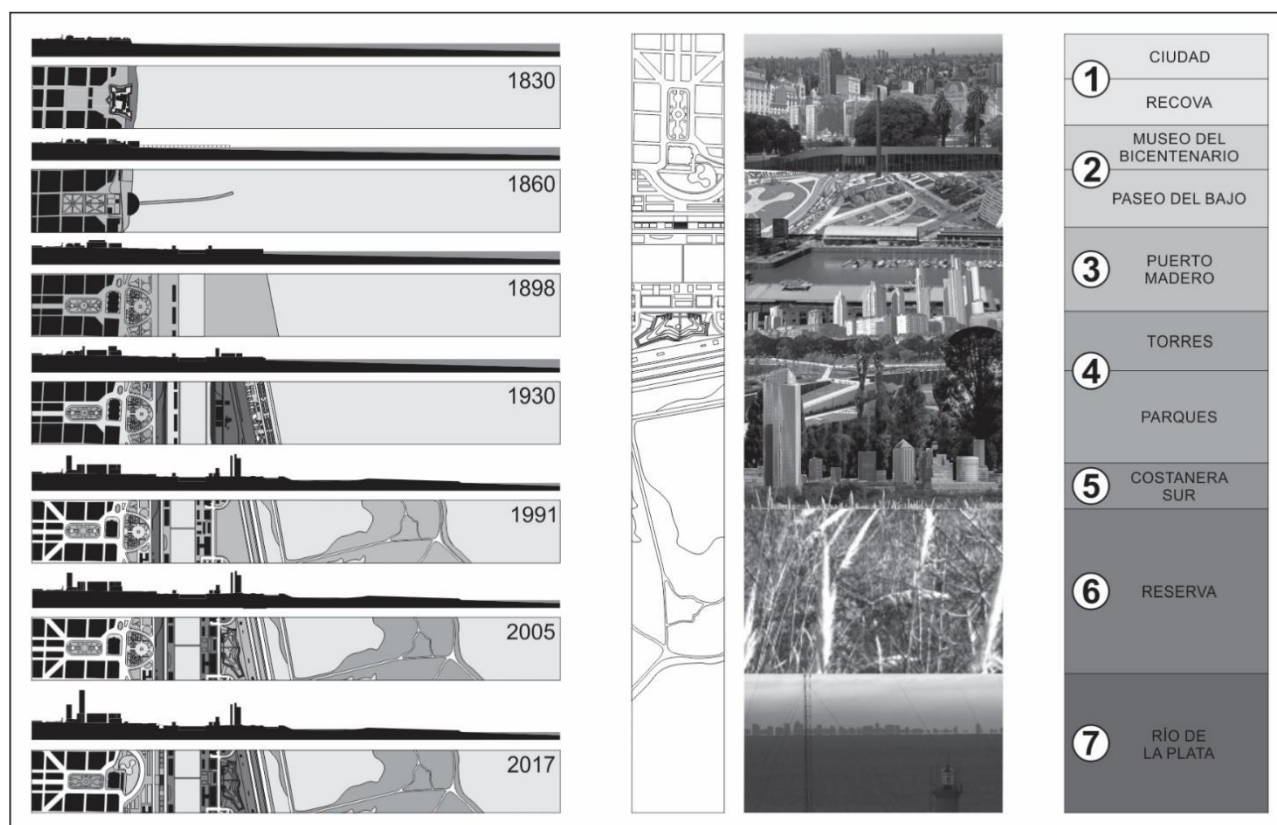 1830
1860
1898
1930
1991
2005
2017
1
CIUDAD
RECOVA
2
MUSEO DEL
BICENTENARIO
PASEO DEL BAJO
3
PUERTO
MADERO
4
TORRES
PARQUES
5
COSTANERA
SUR
6
RESERVA
7
RÍO DE
LA PLATA